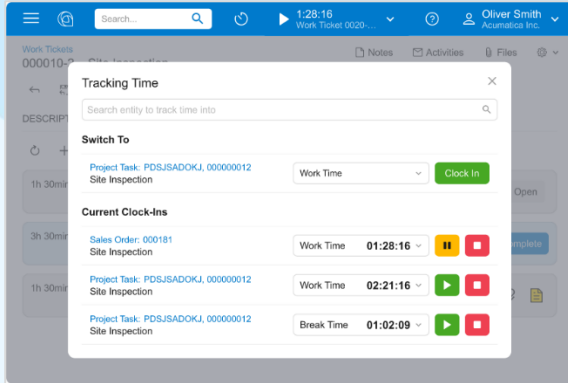 Search...
1:28:16
Work Ticket 0020-...
Oliver Smith
Acumatica Inc.
Work Tickets
Notes
Activities
Files
Tracking Time
Search entity to track time into
DESCRIPT
Switch To
Project Task: PDSJSADOKJ, 000000012
Site Inspection
Work Time
Clock In
1h 30min
Open
Current Clock-Ins
Sales Order: 000181
Site Inspection
Work Time
01:28:16
3h 30min
mplete
Project Task: PDSJSADOKJ, 000000012
Site Inspection
Work Time
02:21:16
1h 30min
Project Task: PDSJSADOKJ, 000000012
Site Inspection
Break Time
01:02:09